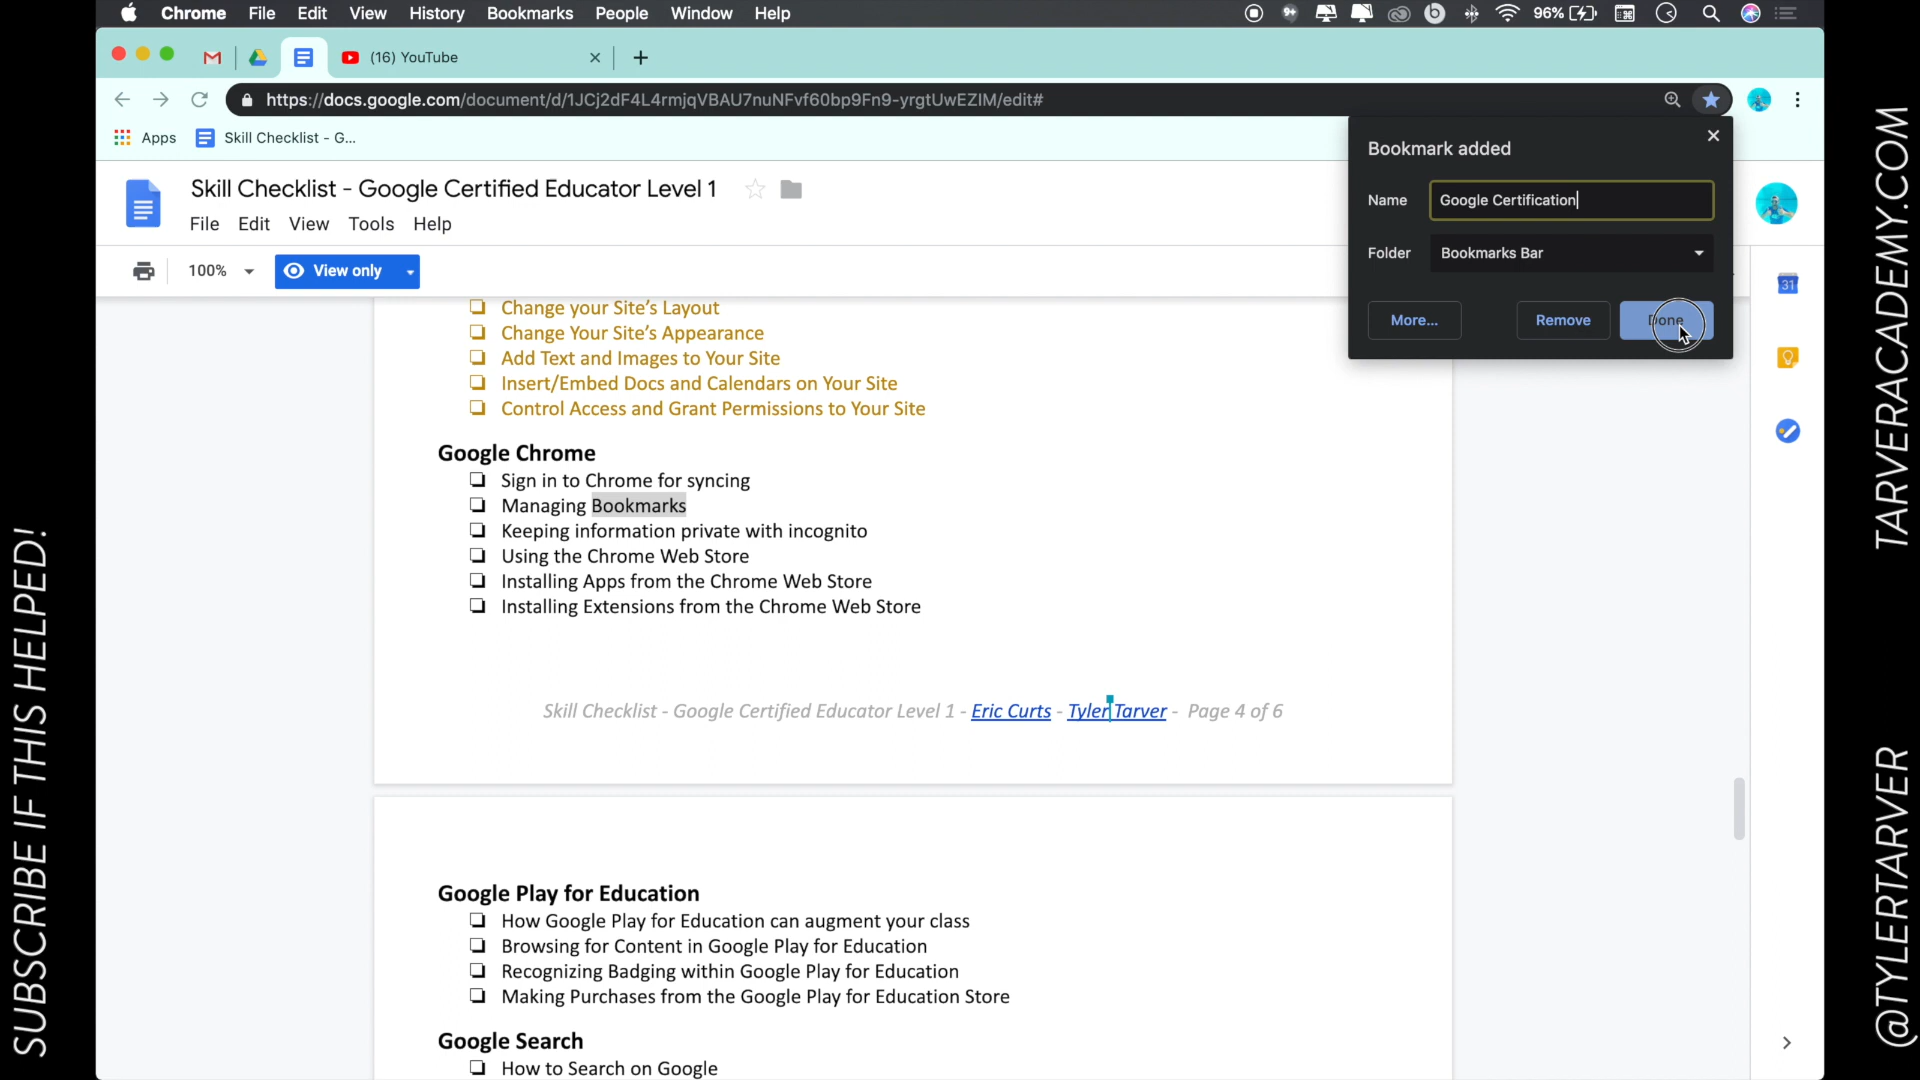 Chrome File Edit View History Bookmarks People Window Help
96%
(16) YouTube
https://docs.google.com/document/d/1JCj2dF4L4rmjqVBAU7nuNFvf60bp9Fn9-yrgtUwEZIM/edit#
Apps Skill Checklist - G...
Bookmark added
Name Google Certification
Folder Bookmarks Bar
More... Remove Done
Skill Checklist - Google Certified Educator Level 1
File Edit View Tools Help
100% View only
31
Change your Site’s Layout
Change Your Site’s Appearance
Add Text and Images to Your Site
Insert/Embed Docs and Calendars on Your Site
Control Access and Grant Permissions to Your Site
Google Chrome
Sign in to Chrome for syncing
Managing Bookmarks
Keeping information private with incognito
Using the Chrome Web Store
Installing Apps from the Chrome Web Store
Installing Extensions from the Chrome Web Store
Skill Checklist - Google Certified Educator Level 1 - Eric Curts - Tyler Tarver - Page 4 of 6
Google Play for Education
How Google Play for Education can augment your class
Browsing for Content in Google Play for Education
Recognizing Badging within Google Play for Education
Making Purchases from the Google Play for Education Store
Google Search
How to Search on Google
SUBSCRIBE IF THIS HELPED!
TARVERACADEMY.COM
@TYLERTARVER